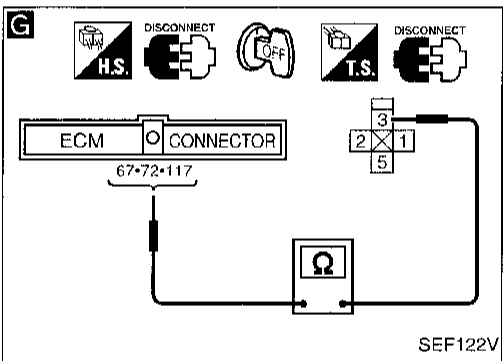 G
DISCONNECT
DISCONNECT
H.S.
OFF
T.S.
ECM
CONNECTOR
3
2
1
5
67•72•117
Ω
SEF122V